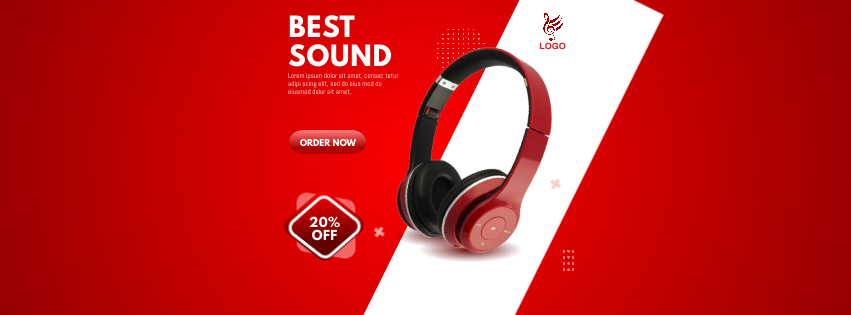 BEST
SOUND
Lorem ipsum dolor sit amet, consec tetur
adipi scing elit, sed do eius mod do
eiusmod dolor sit amet,
ORDER NOW
20%
OFF
LOGO